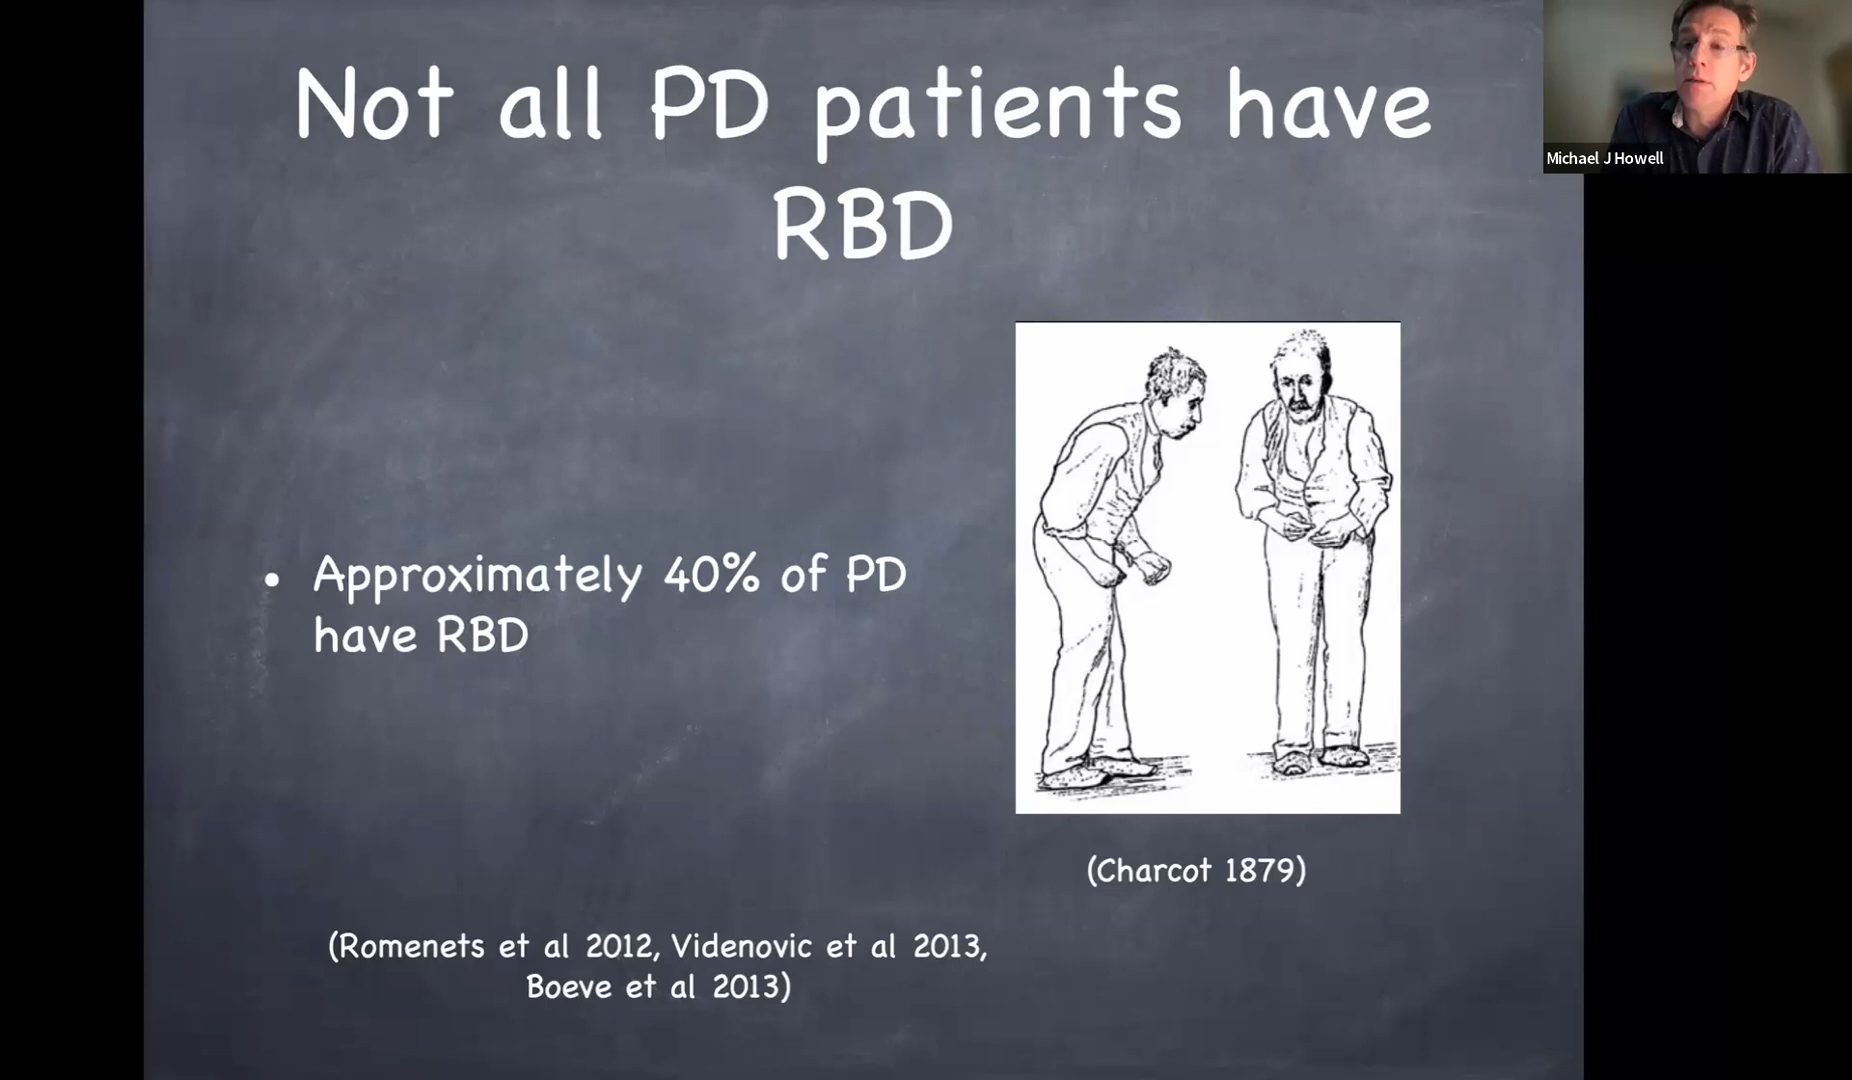 Not all PD patients have
RBD
Michael J Howell
• Approximately 40% of PD
have RBD
(Charcot 1879)
(Romenets et al 2012, Videnovic et al 2013,
Boeve et al 2013)